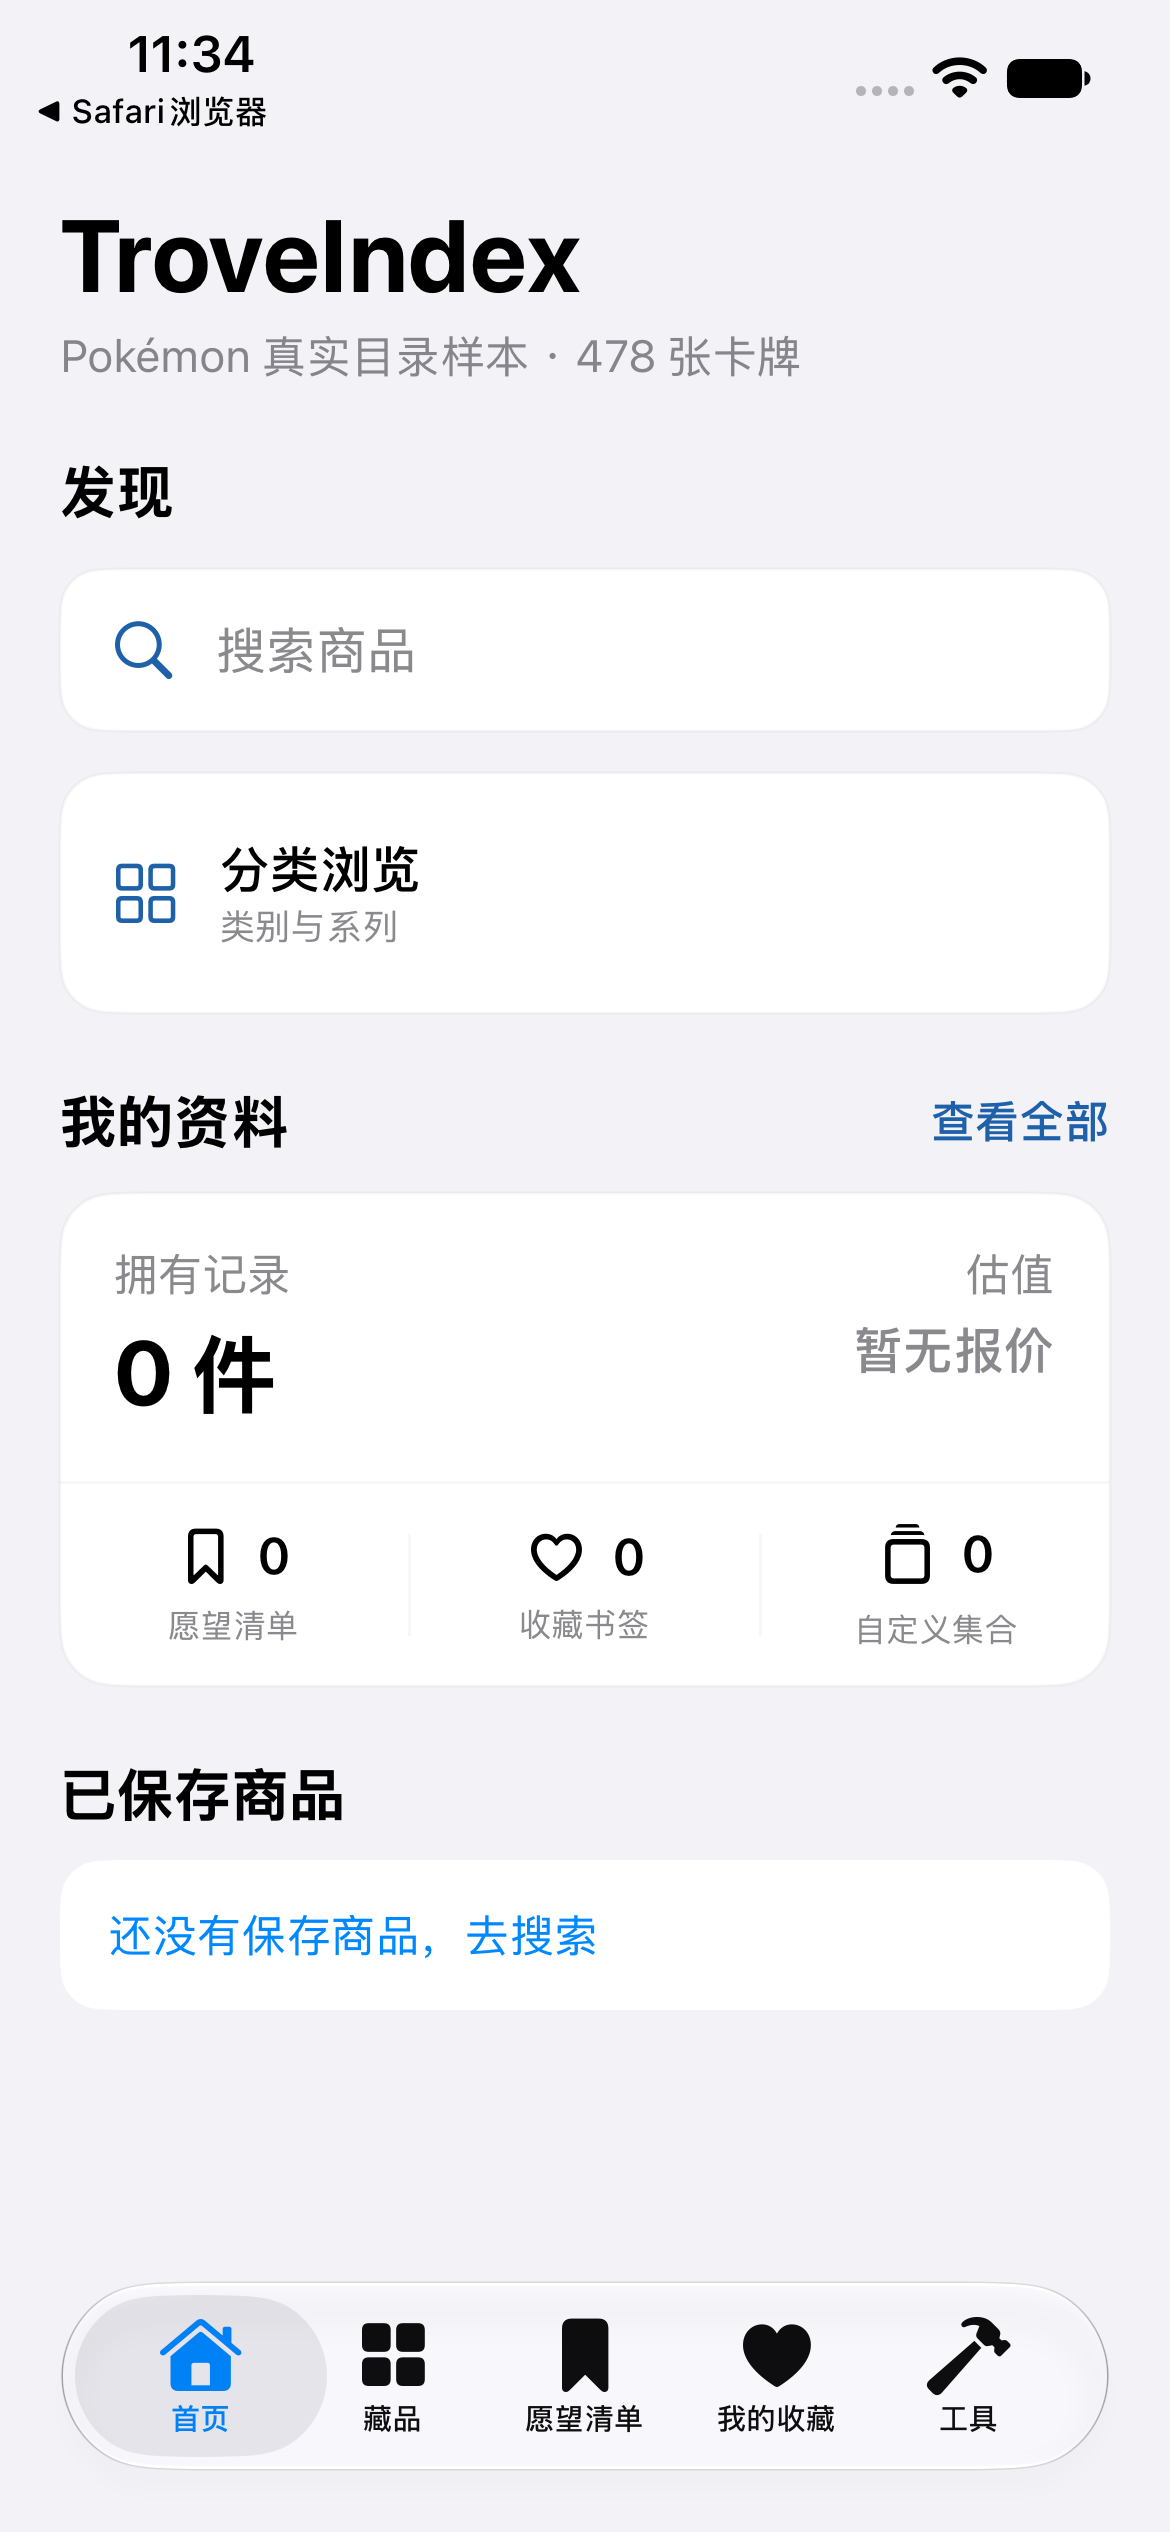 11:34
Safari浏览器
TroveIndex
Pokémon 真实目录样本 · 478 张卡牌
发现
搜索商品
分类浏览
类别与系列
我的资料
查看全部
拥有记录
估值
0 件
暂无报价
0
0
0
愿望清单
收藏书签
自定义集合
已保存商品
还没有保存商品，去搜索
首页
藏品
愿望清单
我的收藏
工具